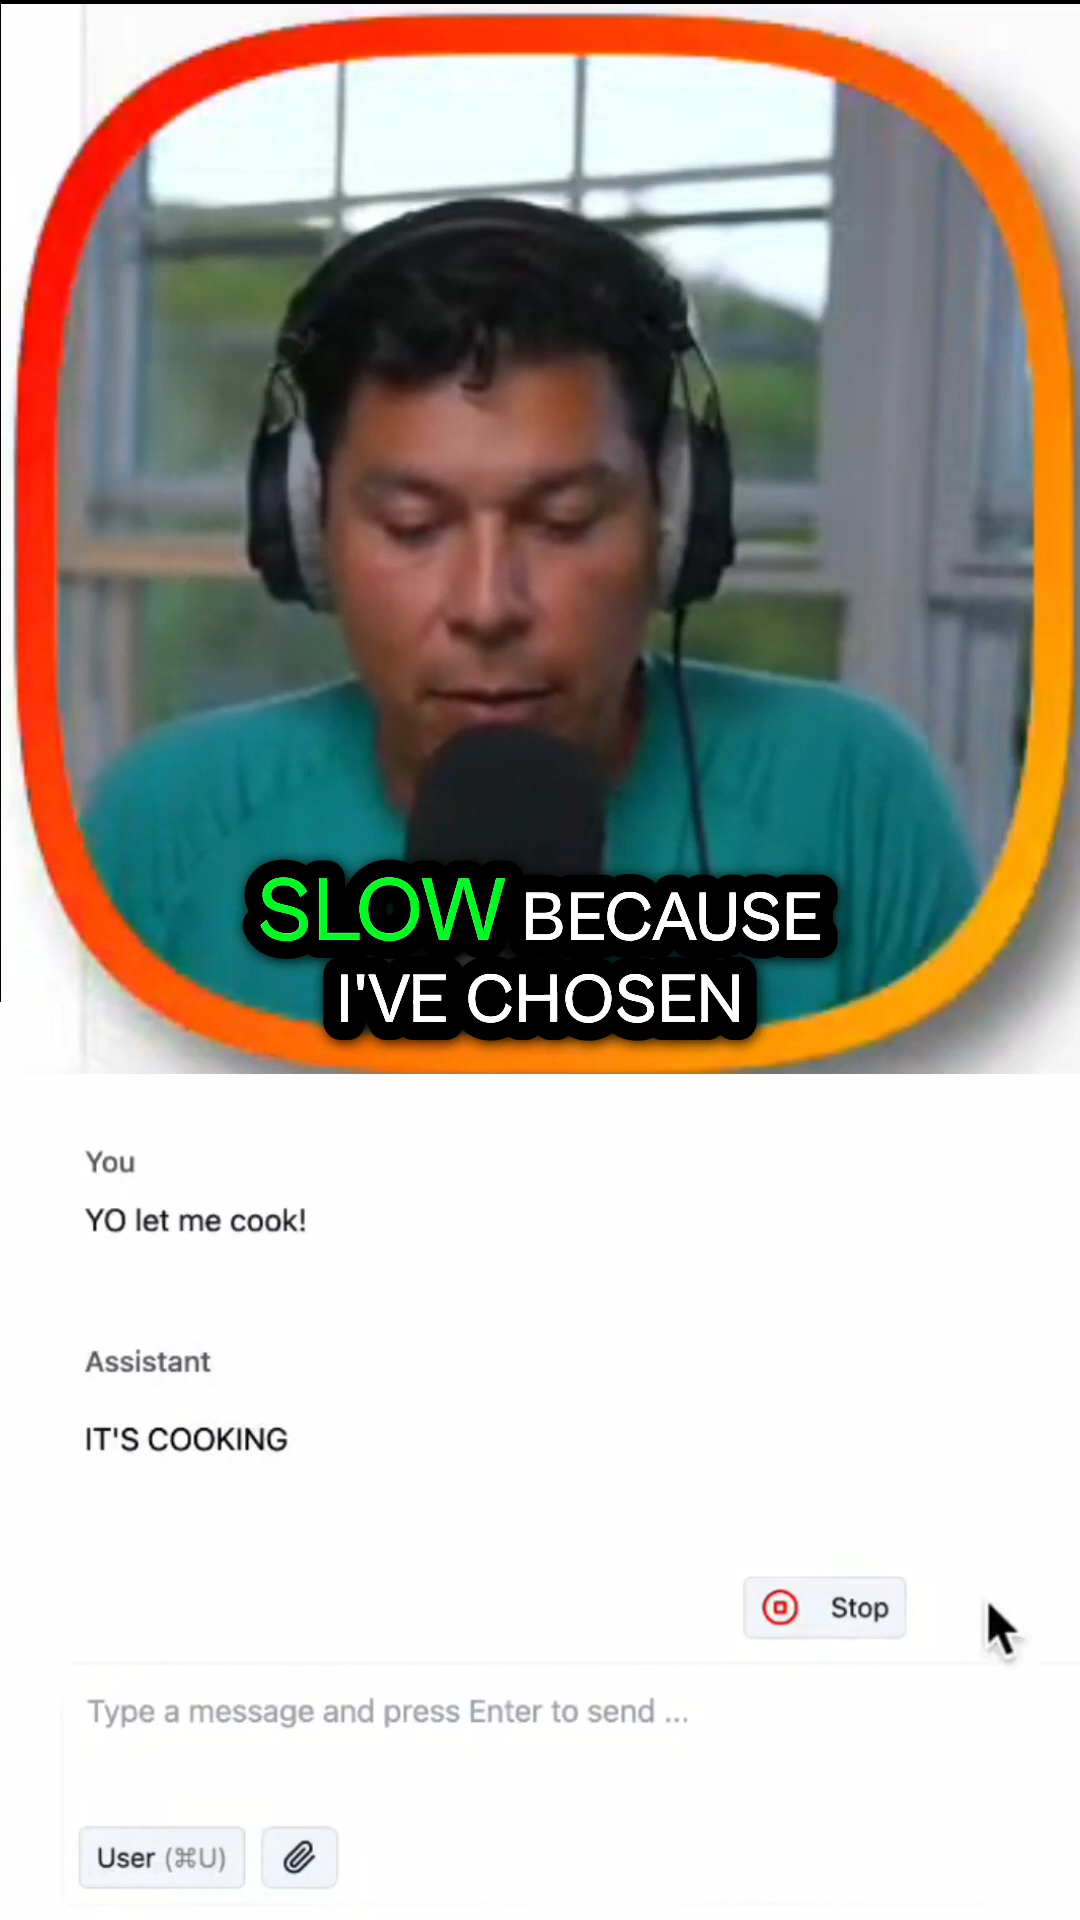 SLOW BECAUSE
I'VE CHOSEN
You
YO let me cook!
Assistant
IT'S COOKING
Stop
Type a message and press Enter to send ...
User (⌘U)